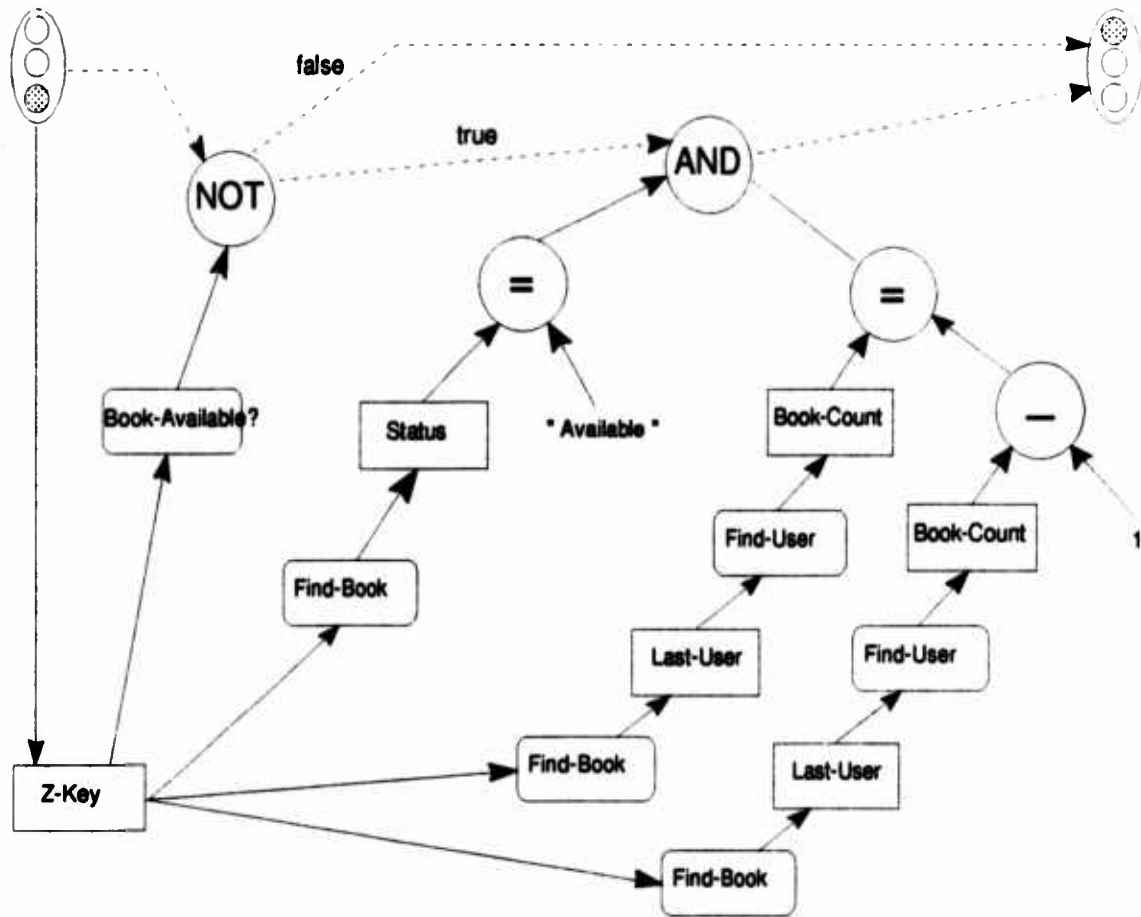 false
true
AND
NOT
=
=
Book-Available?
Status
" Available "
Book-Count
−
Find-User
Book-Count
1
Find-Book
Last-User
Find-User
Find-Book
Last-User
Z-Key
Find-Book